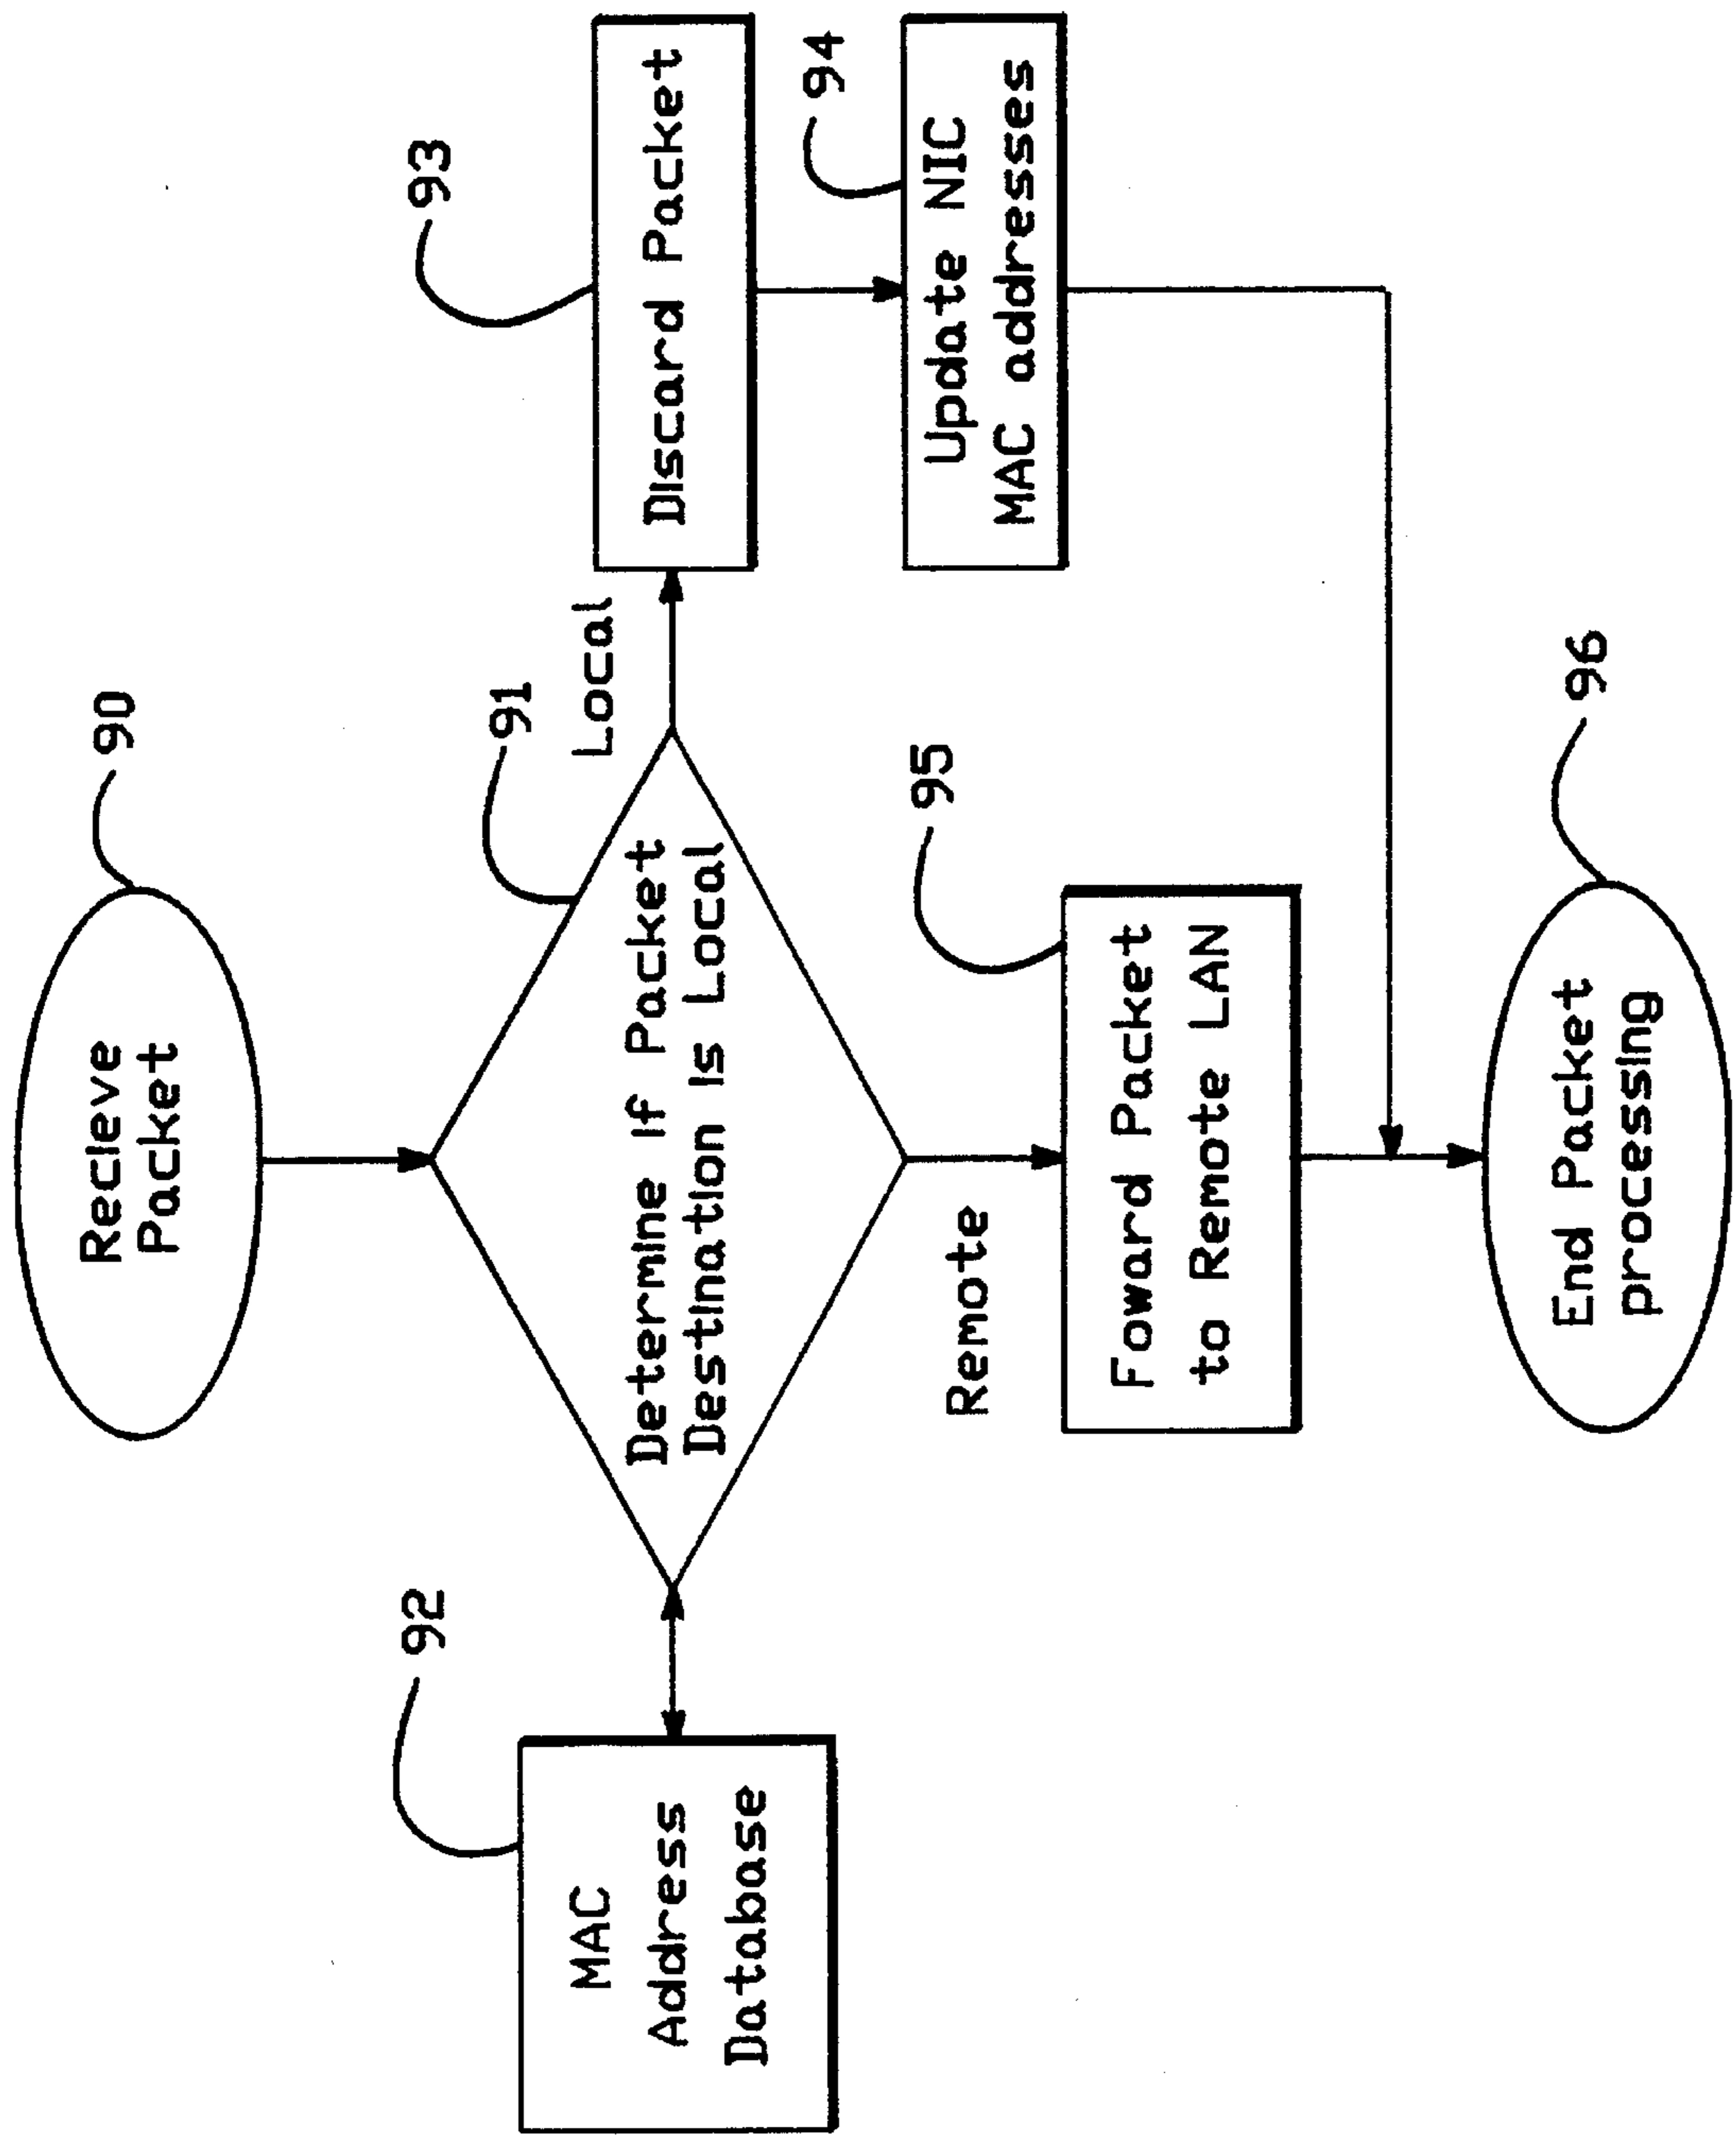 90
Recieve
Packet
91
Determine if Packet
Destination is Local
92
MAC
Address
Database
Local
93
Discard Packet
94
Update NIC
MAC addresses
Remote
95
Foward Packet
to Remote LAN
96
End Packet
processing